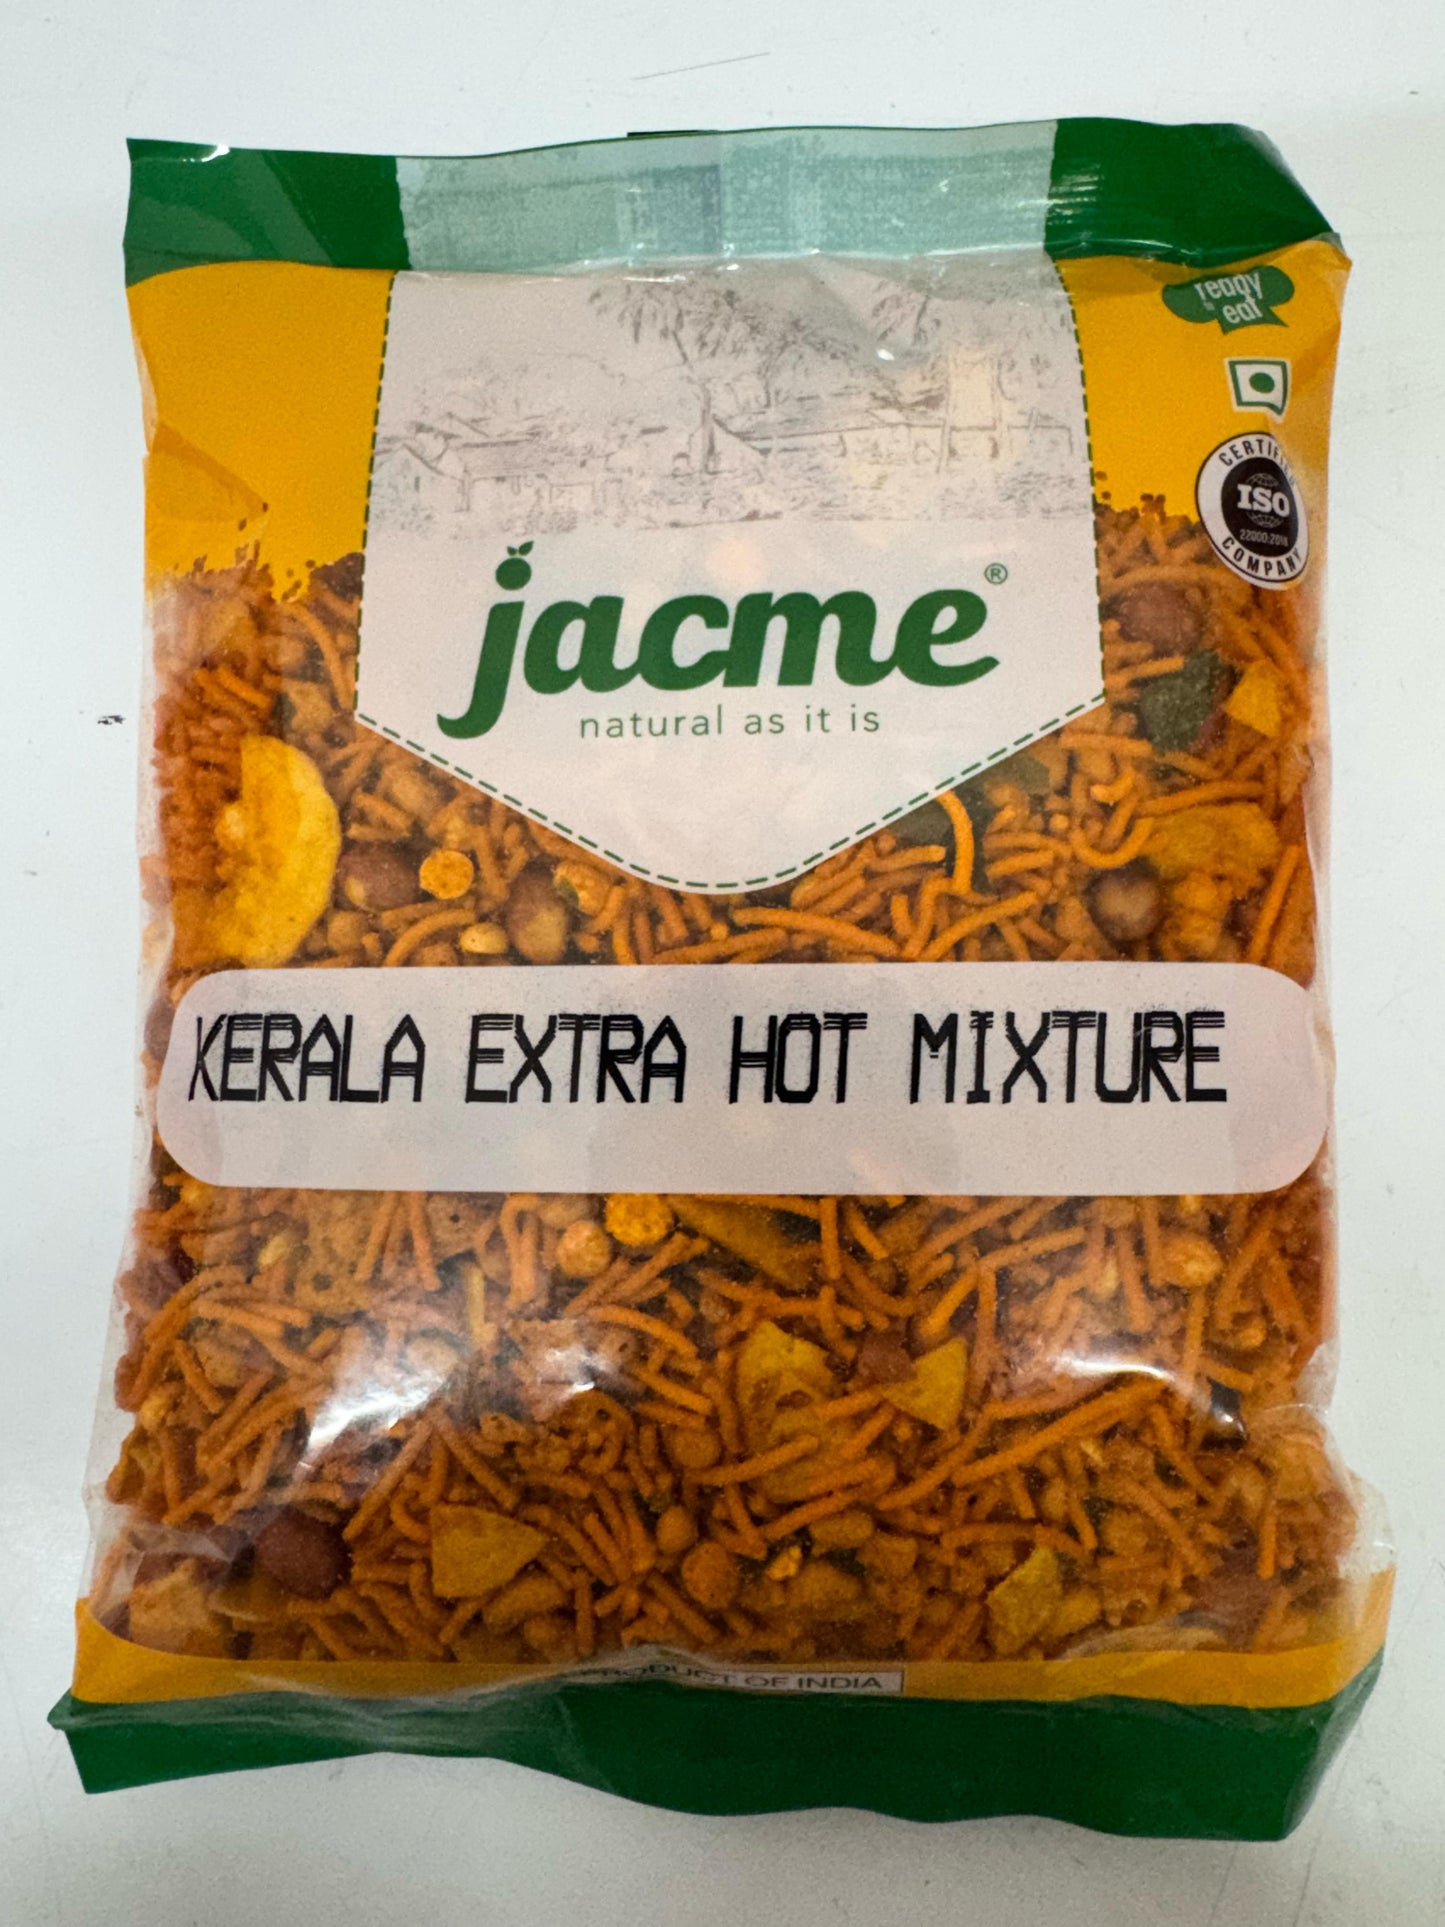 ready
to
eat
CERTIFIED
ISO
22000:2018
COMPANY
jacme®
natural as it is
KERALA EXTRA HOT MIXTURE
PRODUCT OF INDIA